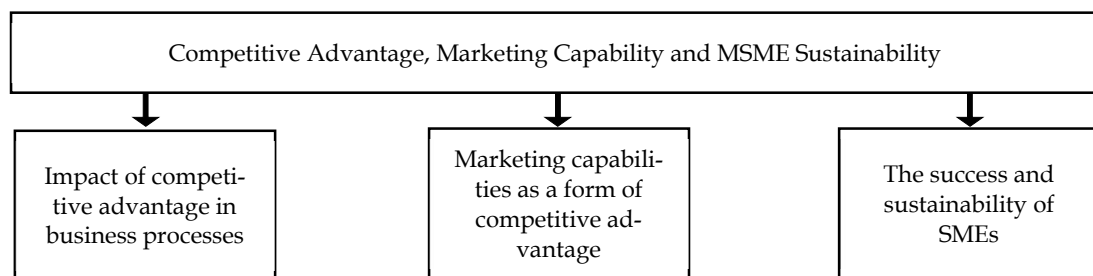 Competitive Advantage, Marketing Capability and MSME Sustainability
Impact of competi-
tive advantage in
business processes
Marketing capabili-
ties as a form of
competitive ad-
vantage
The success and
sustainability of
SMEs